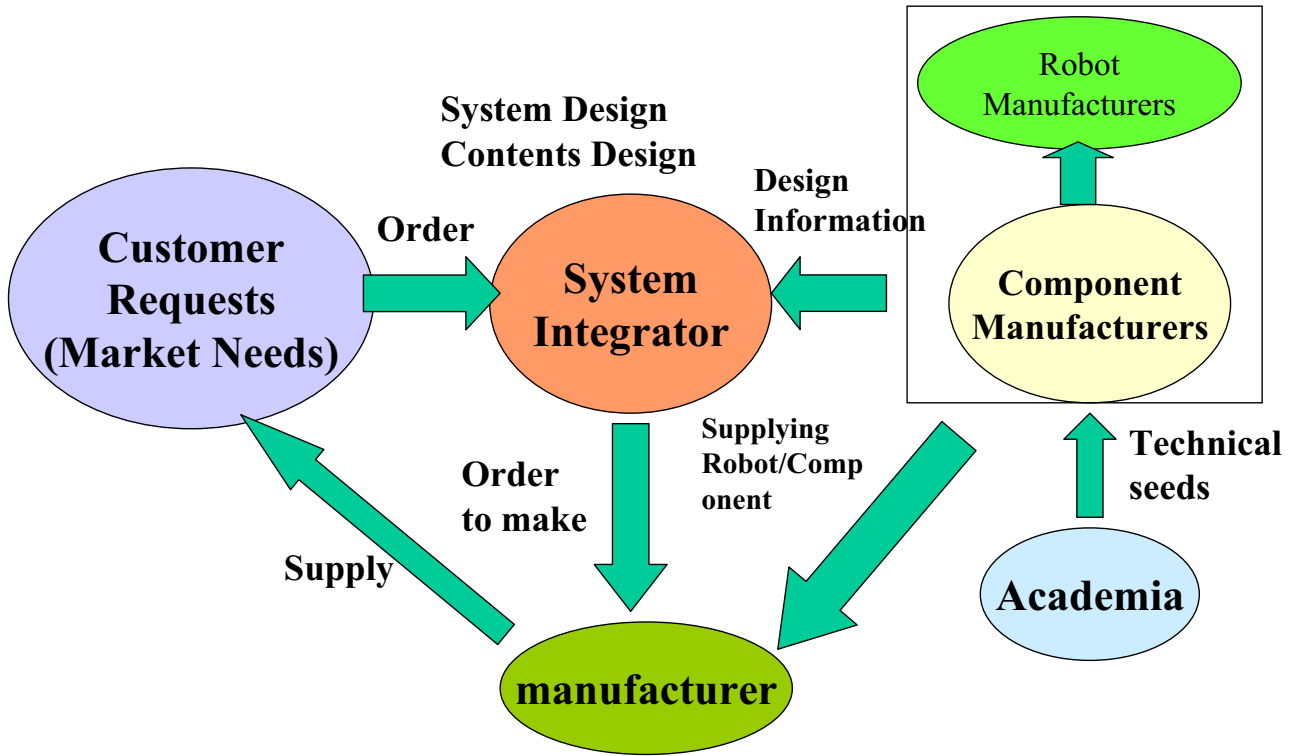 Robot
Manufacturers
System Design
Contents Design
Design
Information
Customer
Requests
(Market Needs)
Order
System
Integrator
Component
Manufacturers
Supplying
Robot/Comp
onent
Technical
seeds
Order
to make
Supply
Academia
manufacturer